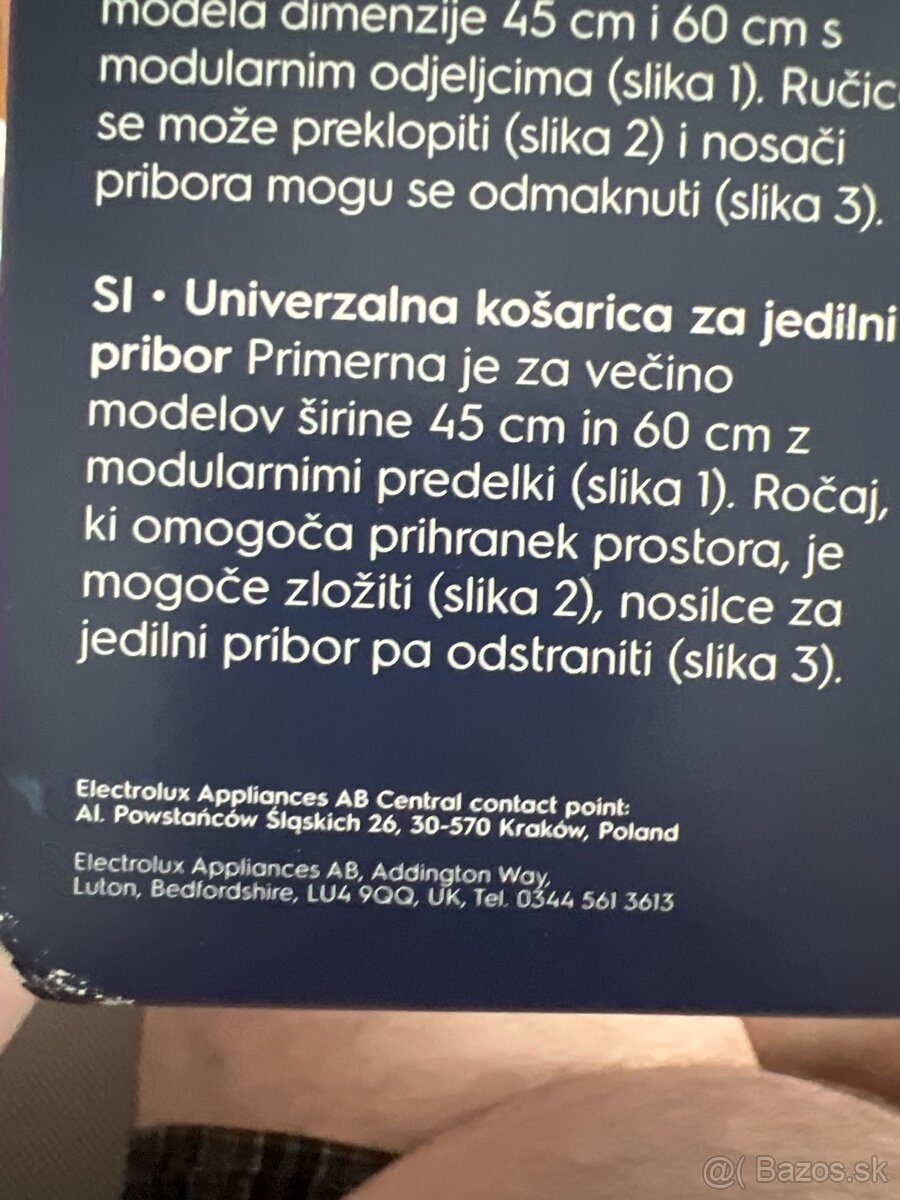 modela dimenzije 45 cm i 60 cm s
modularnim odjeljcima (slika 1). Ručic
se može preklopiti (slika 2) i nosači
pribora mogu se odmaknuti (slika 3).
SI • Univerzalna košarica za jedilni
pribor Primerna je za večino
modelov širine 45 cm in 60 cm z
modularnimi predelki (slika 1). Ročaj,
ki omogoča prihranek prostora, je
mogoče zložiti (slika 2), nosilce za
jedilni pribor pa odstraniti (slika 3).
Electrolux Appliances AB Central contact point:
Al. Powstańców Śląskich 26, 30-570 Kraków, Poland
Electrolux Appliances AB, Addington Way,
Luton, Bedfordshire, LU4 9QQ, UK, Tel. 0344 561 3613
@( Bazos.sk